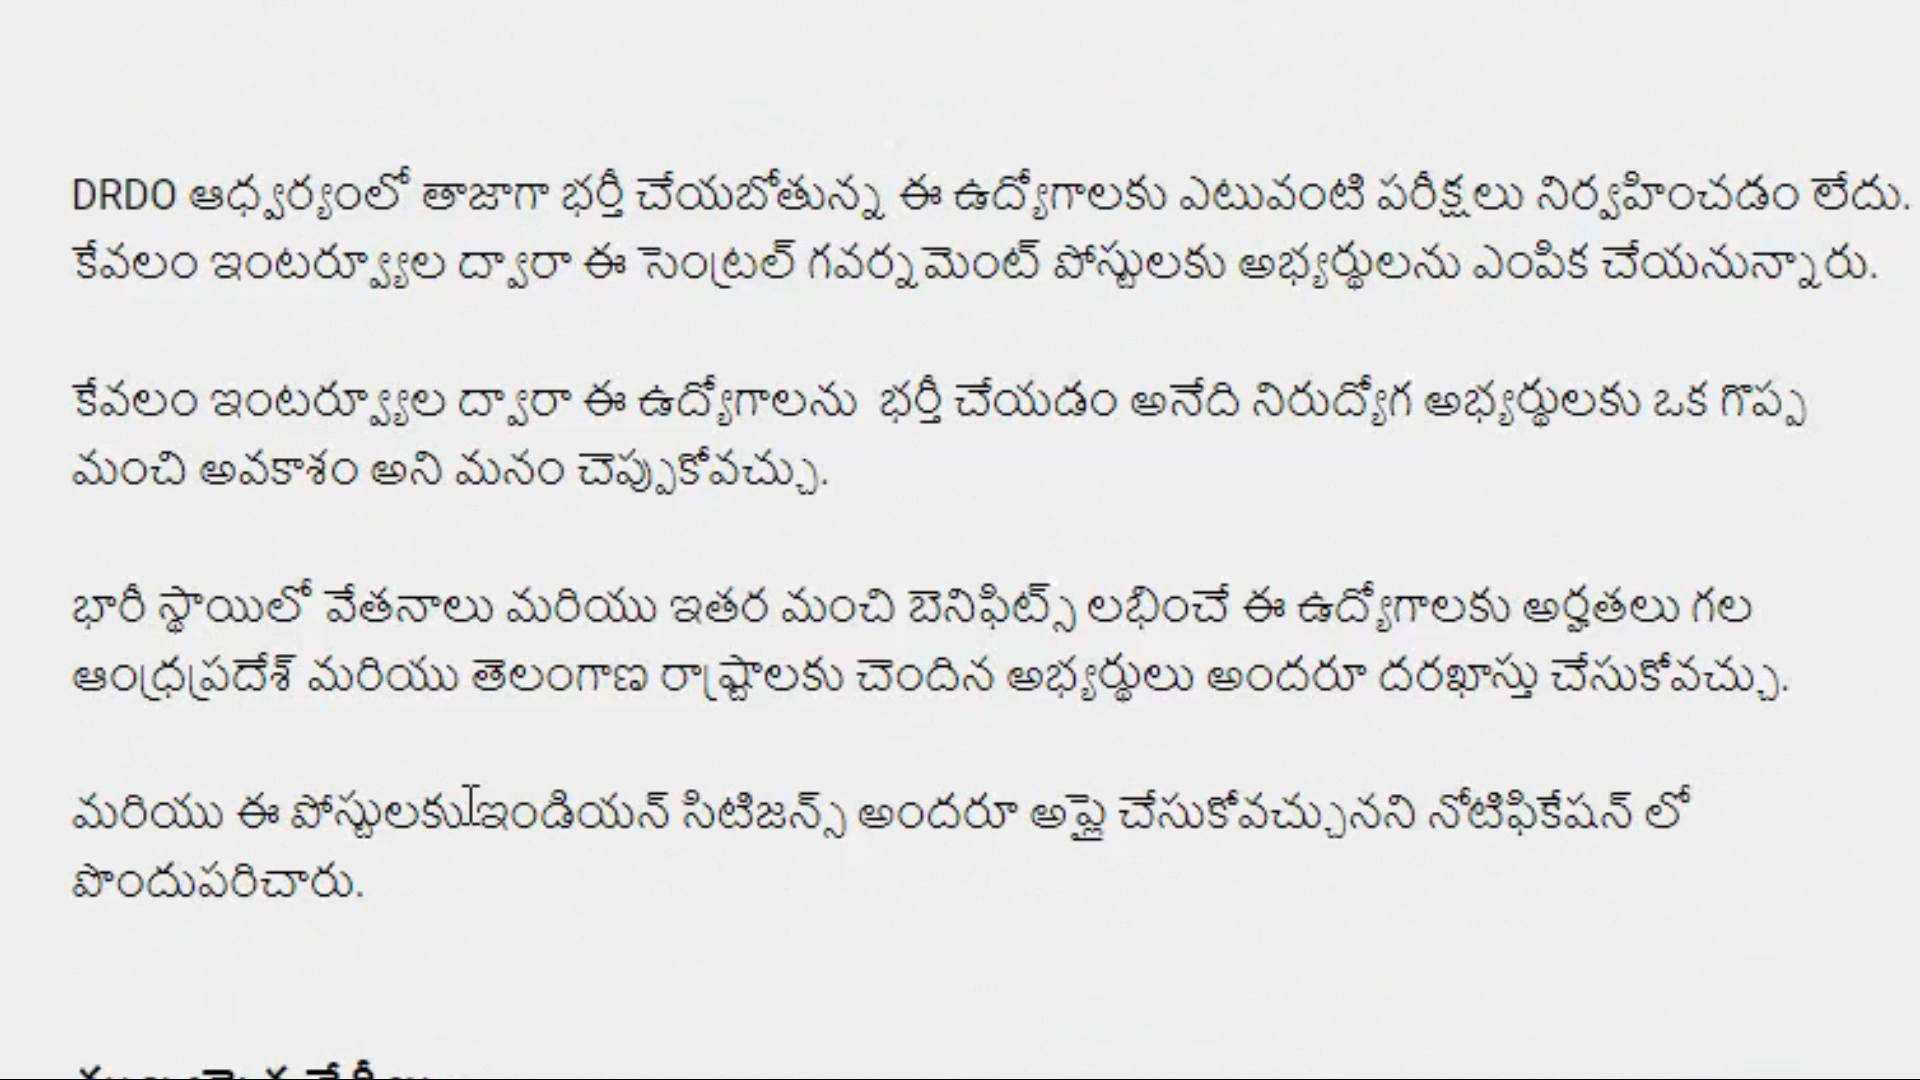 DRDO ఆధ్వర్యంలో తాజాగా భర్తీ చేయబోతున్న ఈ ఉద్యోగాలకు ఎటువంటి పరీక్షలు నిర్వహించడం లేదు.
కేవలం ఇంటర్వ్యూల ద్వారా ఈ సెంట్రల్ గవర్నమెంట్ పోస్టులకు అభ్యర్థులను ఎంపిక చేయనున్నారు.
కేవలం ఇంటర్వ్యూల ద్వారా ఈ ఉద్యోగాలను భర్తీ చేయడం అనేది నిరుద్యోగ అభ్యర్థులకు ఒక గొప్ప
మంచి అవకాశం అని మనం చెప్పుకోవచ్చు.
భారీ స్థాయిలో వేతనాలు మరియు ఇతర మంచి బెనిఫిట్స్ లభించే ఈ ఉద్యోగాలకు అర్హతలు గల
ఆంధ్రప్రదేశ్ మరియు తెలంగాణ రాష్ట్రాలకు చెందిన అభ్యర్థులు అందరూ దరఖాస్తు చేసుకోవచ్చు.
మరియు ఈ పోస్టులకు ఇండియన్ సిటిజన్స్ అందరూ అప్లై చేసుకోవచ్చునని నోటిఫికేషన్ లో
పొందుపరిచారు.